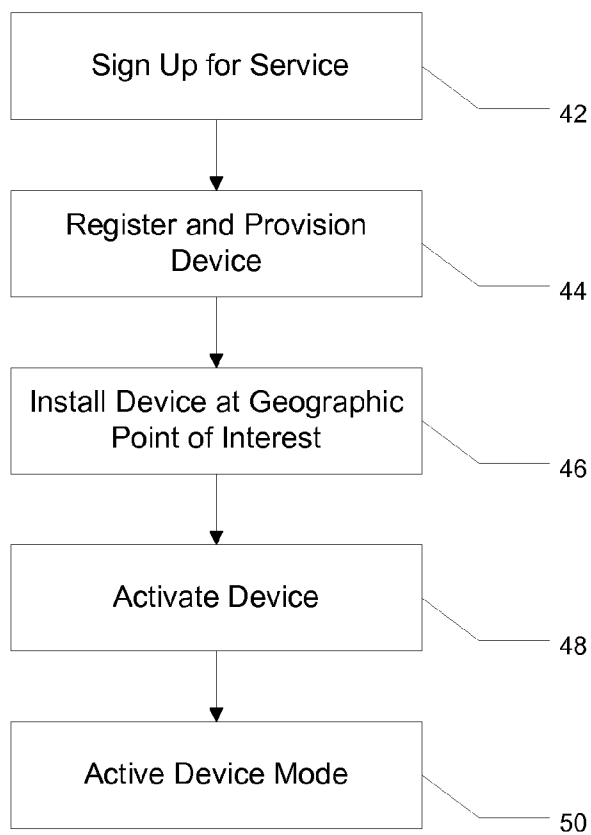 Sign Up for Service
42
Register and Provision
Device
44
Install Device at Geographic
Point of Interest
46
Activate Device
48
Active Device Mode
50